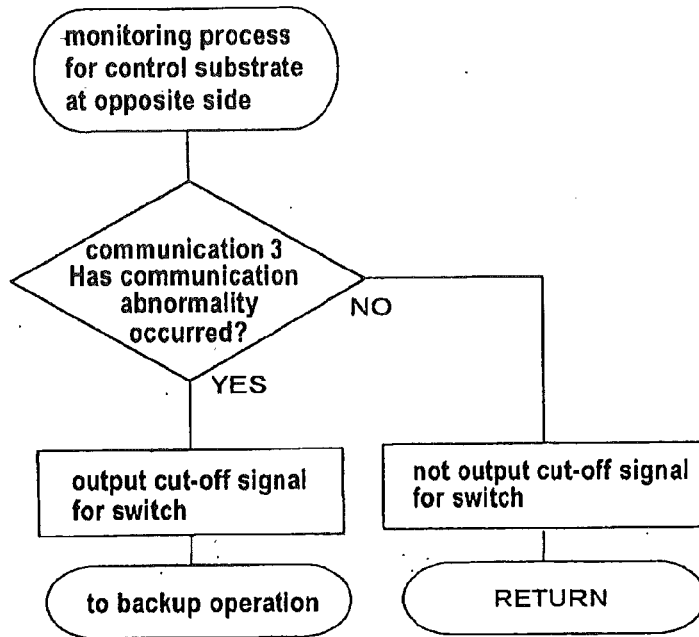 monitoring process
for control substrate
at opposite side
communication 3
Has communication
abnormality
occurred?
NO
YES
output cut-off signal
for switch
not output cut-off signal
for switch
to backup operation
RETURN